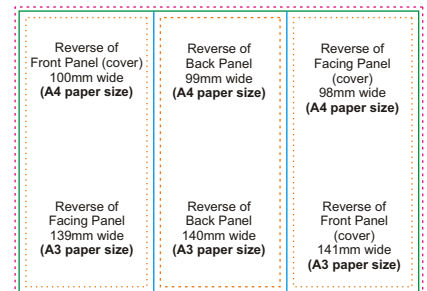 Reverse of
Front Panel (cover)
100mm wide
(A4 paper size)
Reverse of
Back Panel
99mm wide
(A4 paper size)
Reverse of
Facing Panel
(cover)
98mm wide
(A4 paper size)
Reverse of
Facing Panel
139mm wide
(A3 paper size)
Reverse of
Back Panel
140mm wide
(A3 paper size)
Reverse of
Front Panel
(cover)
141mm wide
(A3 paper size)